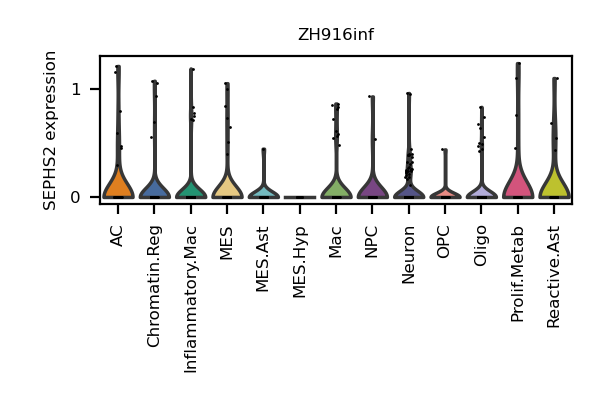 ZH916inf
SEPHS2 expression
1
0
AC
Chromatin.Reg
Inflammatory.Mac
MES
MES.Ast
MES.Hyp
Mac
NPC
Neuron
OPC
Oligo
Prolif.Metab
Reactive.Ast